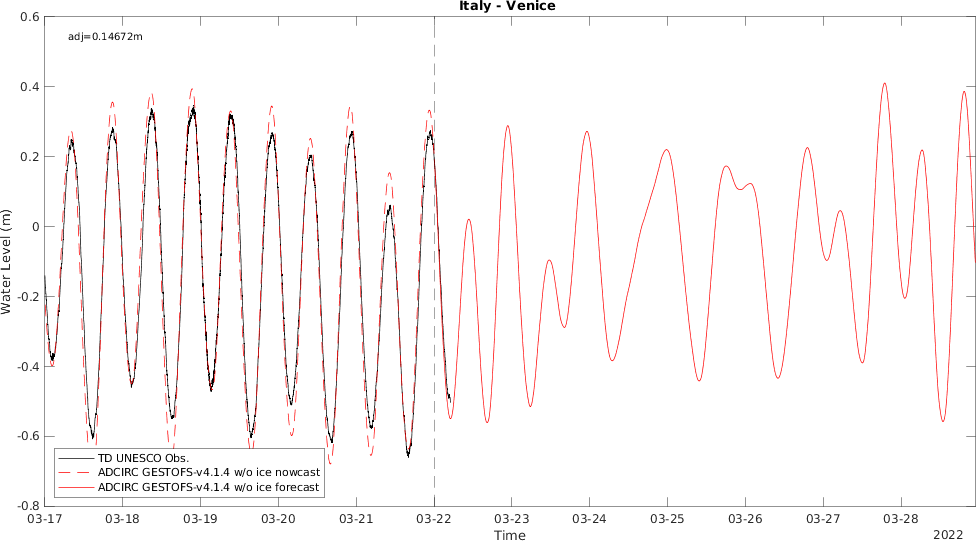 Italy - Venice
adj=0.14672m
0.6
0.4
0.2
0
-0.2
-0.4
-0.6
-0.8
Water Level (m)
TD UNESCO Obs.
ADCIRC GESTOFS-v4.1.4 w/o ice nowcast
ADCIRC GESTOFS-v4.1.4 w/o ice forecast
03-17 03-18 03-19 03-20 03-21 03-22 03-23 03-24 03-25 03-26 03-27 03-28
Time
2022